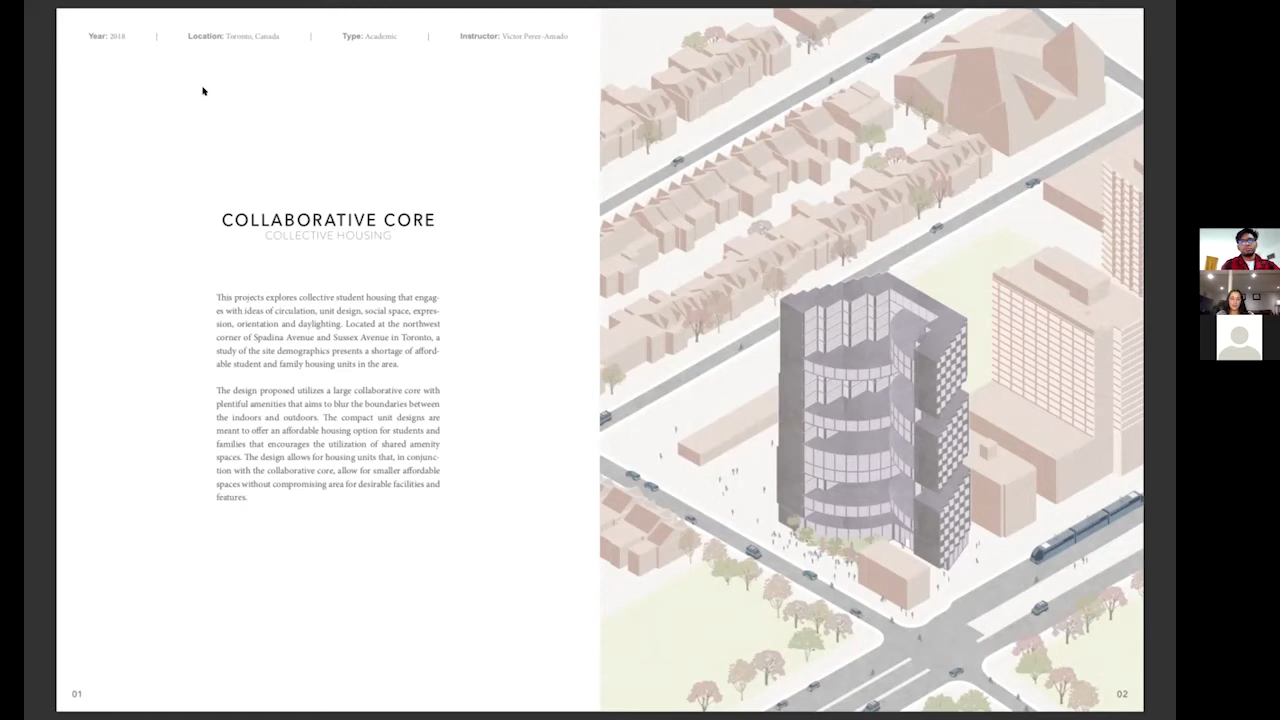 Year: 2018 | Location: Toronto, Canada | Type: Academic | Instructor: Victor Perez-Amado
COLLABORATIVE CORE
COLLECTIVE HOUSING
This projects explores collective student housing that engag-
es with ideas of circulation, unit design, social space, expres-
sion, orientation and daylighting. Located at the northwest
corner of Spadina Avenue and Sussex Avenue in Toronto, a
study of the site demographics presents a shortage of afford-
able student and family housing units in the area.
The design proposed utilizes a large collaborative core with
plentiful amenities that aims to blur the boundaries between
the indoors and outdoors. The compact unit designs are
meant to offer an affordable housing option for students and
families that encourages the utilization of shared amenity
spaces. The design allows for housing units that, in conjunc-
tion with the collaborative core, allow for smaller affordable
spaces without compromising area for desirable facilities and
features.
01
02